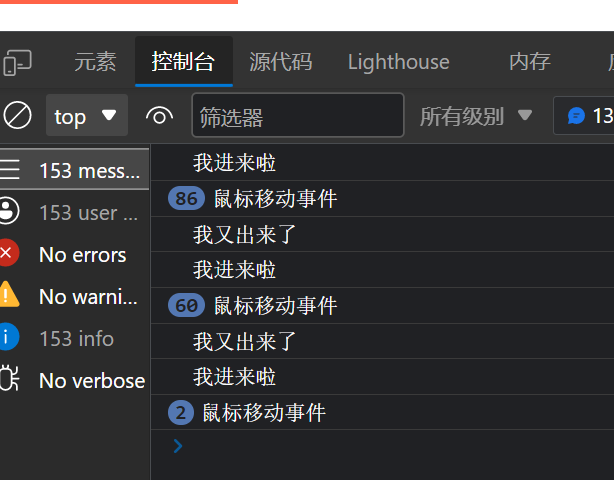 元素 控制台 源代码 Lighthouse 内存
top 筛选器 所有级别 13
153 mess...
153 user ...
No errors
No warni...
153 info
No verbose
我进来啦
86 鼠标移动事件
我又出来了
我进来啦
60 鼠标移动事件
我又出来了
我进来啦
2 鼠标移动事件